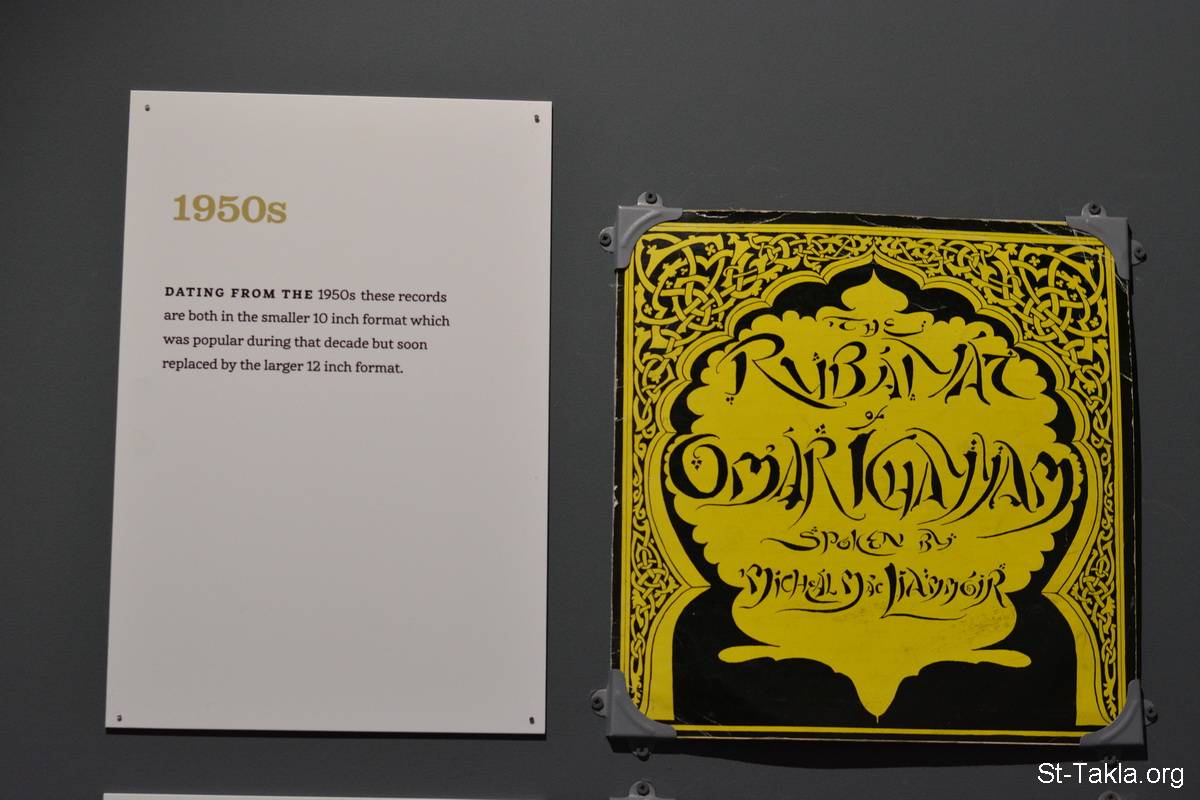 1950s
DATING FROM THE 1950s these records
are both in the smaller 10 inch format which
was popular during that decade but soon
replaced by the larger 12 inch format.
THE
RUBAIYAT
of
OMAR KHAYYAM
SPOKEN BY
MICHEÁL Mac LIAMMÓIR
St-Takla.org